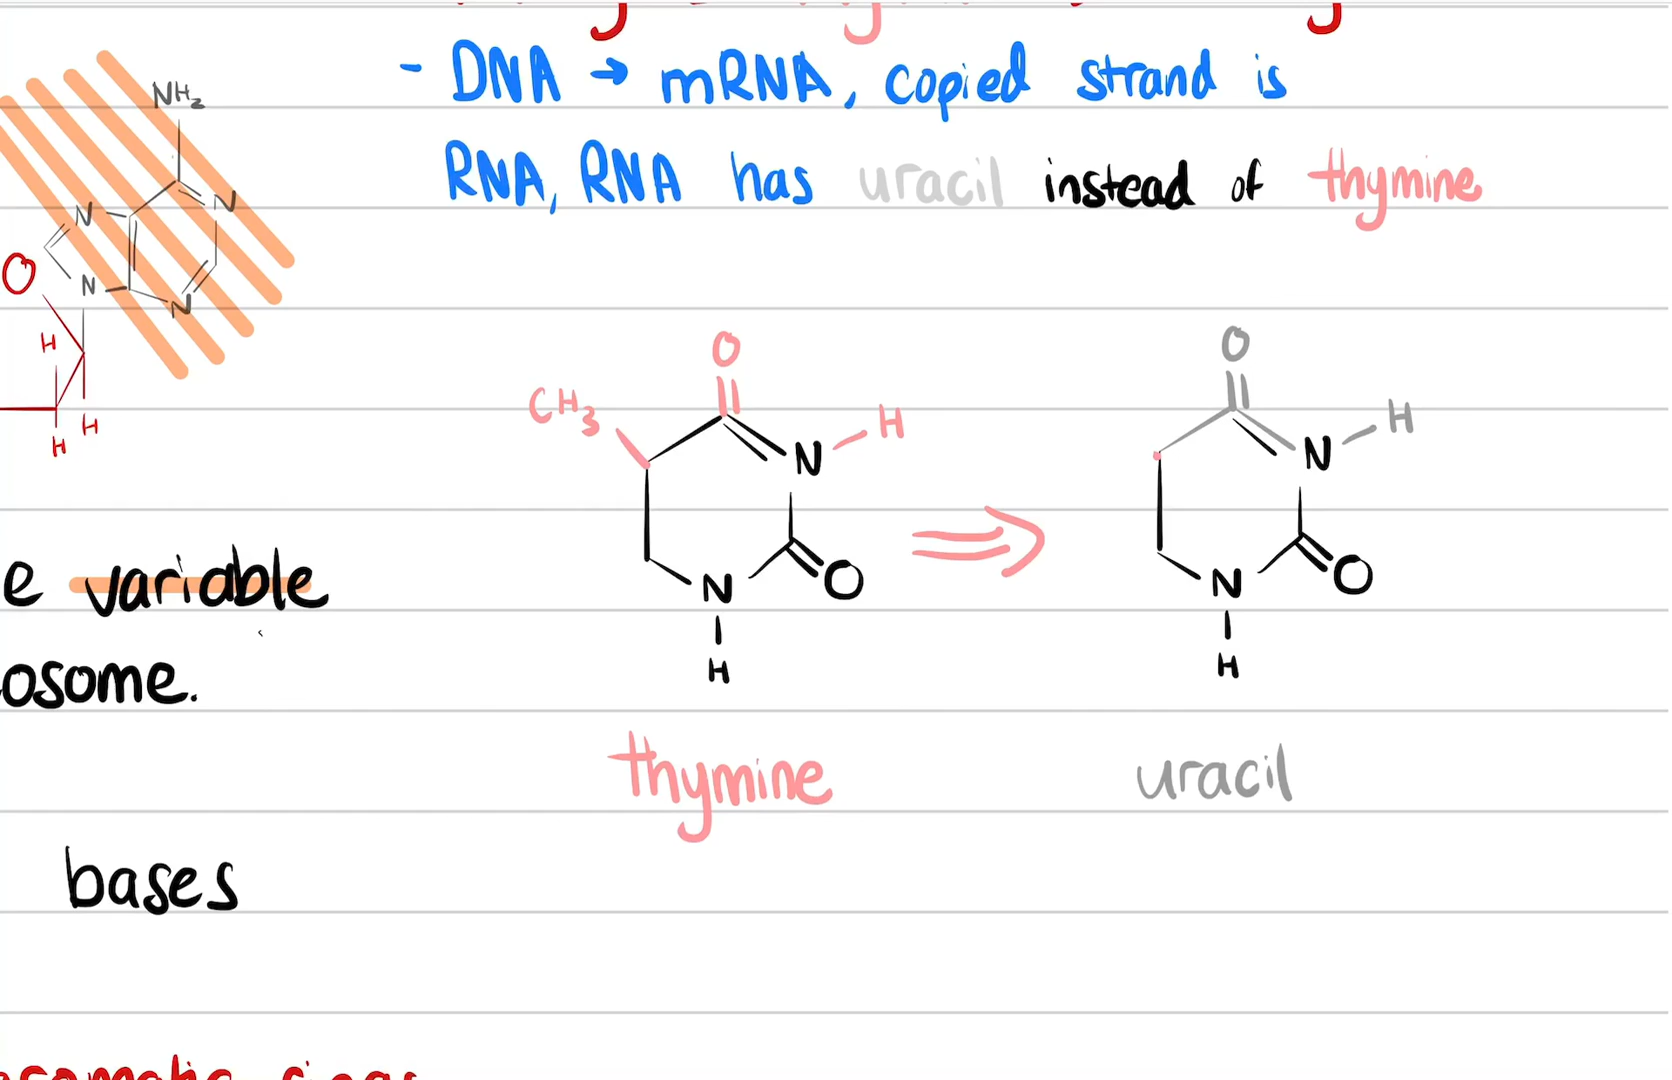 - DNA → mRNA, copied strand is
RNA, RNA has uracil instead of thymine
NH₂
N
N
N
N
O
H
H
H
O
CH₃
H
N
N
O
H
O
H
N
N
O
H
e variable
osome.
thymine
uracil
bases